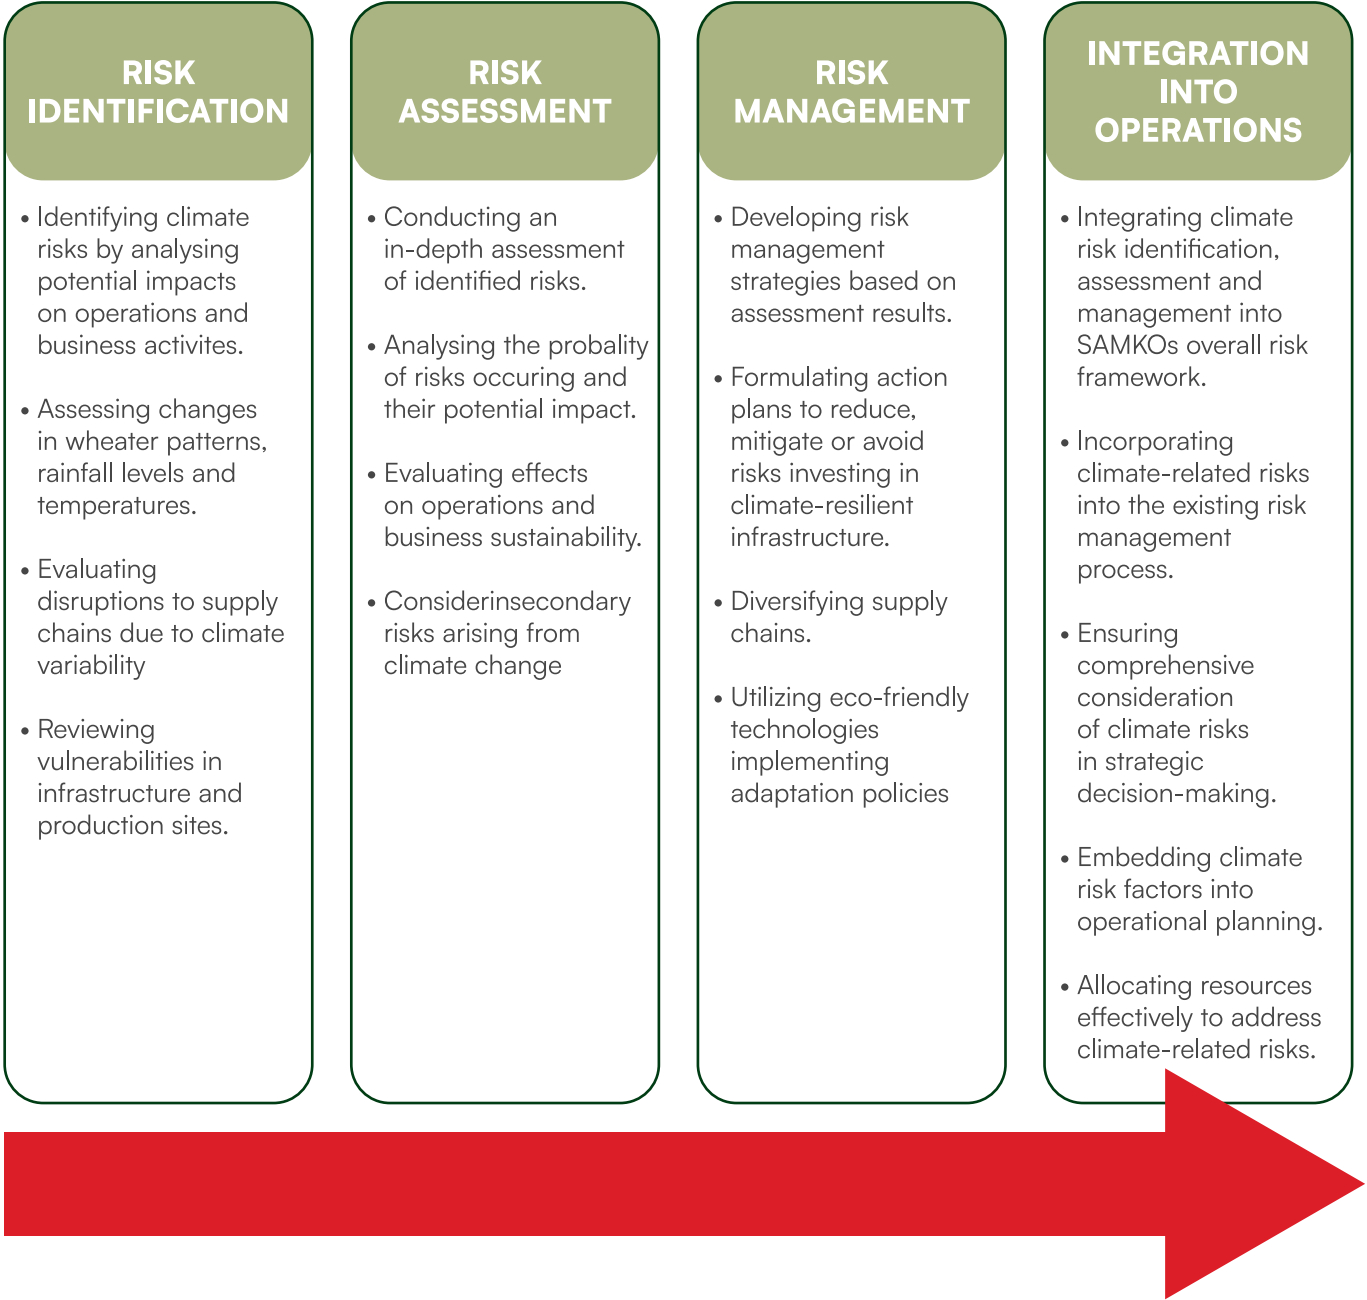 RISK
IDENTIFICATION
• Identifying climate
risks by analysing
potential impacts
on operations and
business activites.
• Assessing changes
in wheater patterns,
rainfall levels and
temperatures.
• Evaluating
disruptions to supply
chains due to climate
variability
• Reviewing
vulnerabilities in
infrastructure and
production sites.
RISK
ASSESSMENT
• Conducting an
in-depth assessment
of identified risks.
• Analysing the probality
of risks occuring and
their potential impact.
• Evaluating effects
on operations and
business sustainability.
• Considerinsecondary
risks arising from
climate change
RISK
MANAGEMENT
• Developing risk
management
strategies based on
assessment results.
• Formulating action
plans to reduce,
mitigate or avoid
risks investing in
climate-resilient
infrastructure.
• Diversifying supply
chains.
• Utilizing eco-friendly
technologies
implementing
adaptation policies
INTEGRATION
INTO
OPERATIONS
• Integrating climate
risk identification,
assessment and
management into
SAMKOs overall risk
framework.
• Incorporating
climate-related risks
into the existing risk
management
process.
• Ensuring
comprehensive
consideration
of climate risks
in strategic
decision-making.
• Embedding climate
risk factors into
operational planning.
• Allocating resources
effectively to address
climate-related risks.